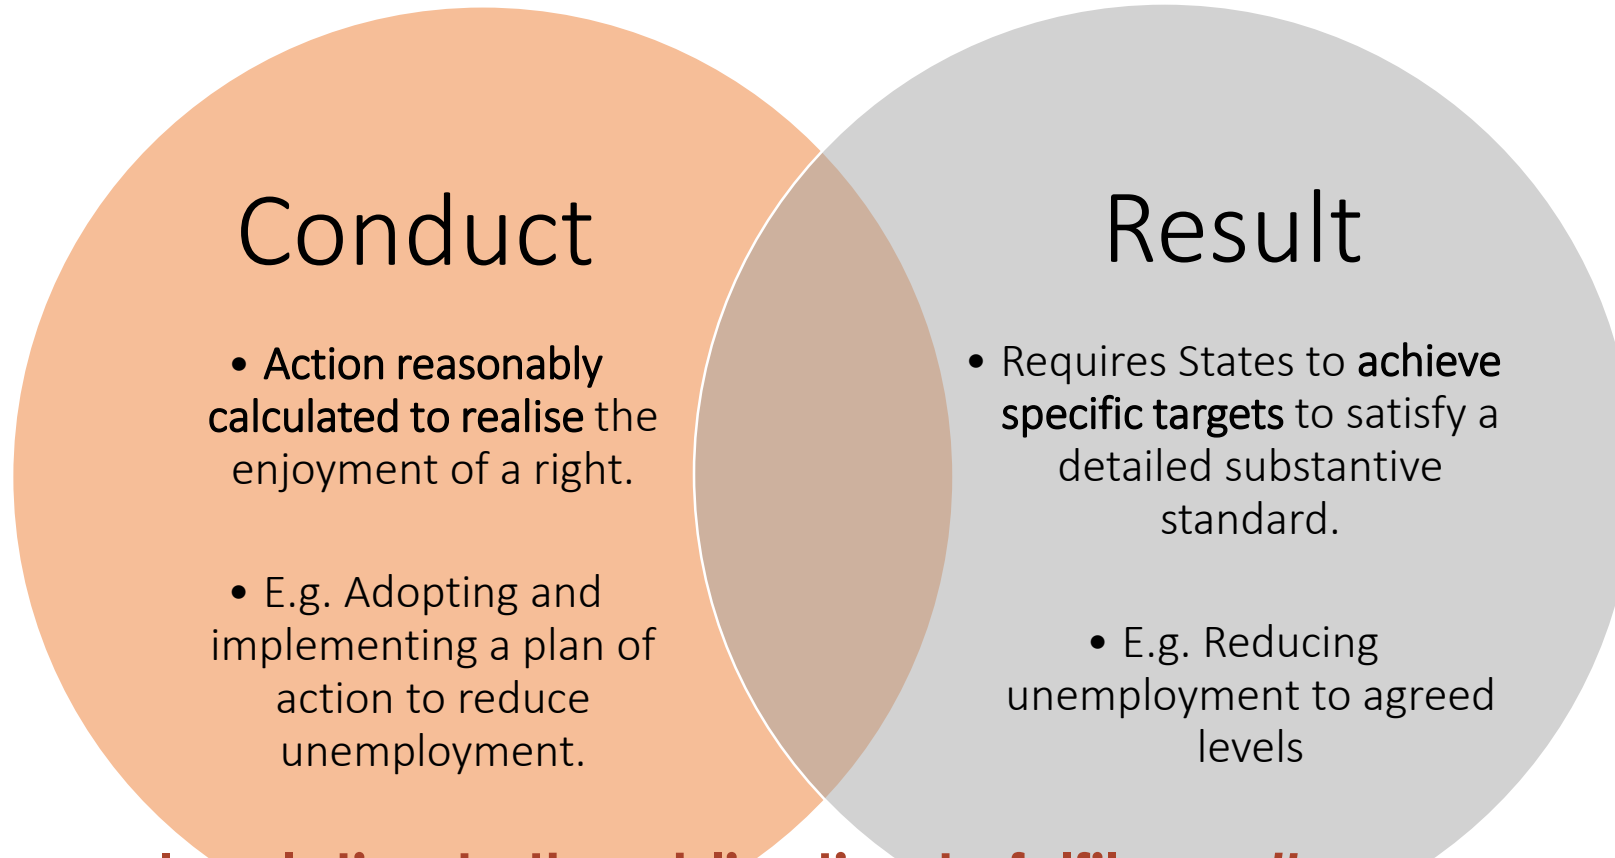 Conduct
• Action reasonably
calculated to realise the
enjoyment of a right.
• E.g. Adopting and
implementing a plan of
action to reduce
unemployment.
Result
• Requires States to achieve
specific targets to satisfy a
detailed substantive
standard.
• E.g. Reducing
unemployment to agreed
levels